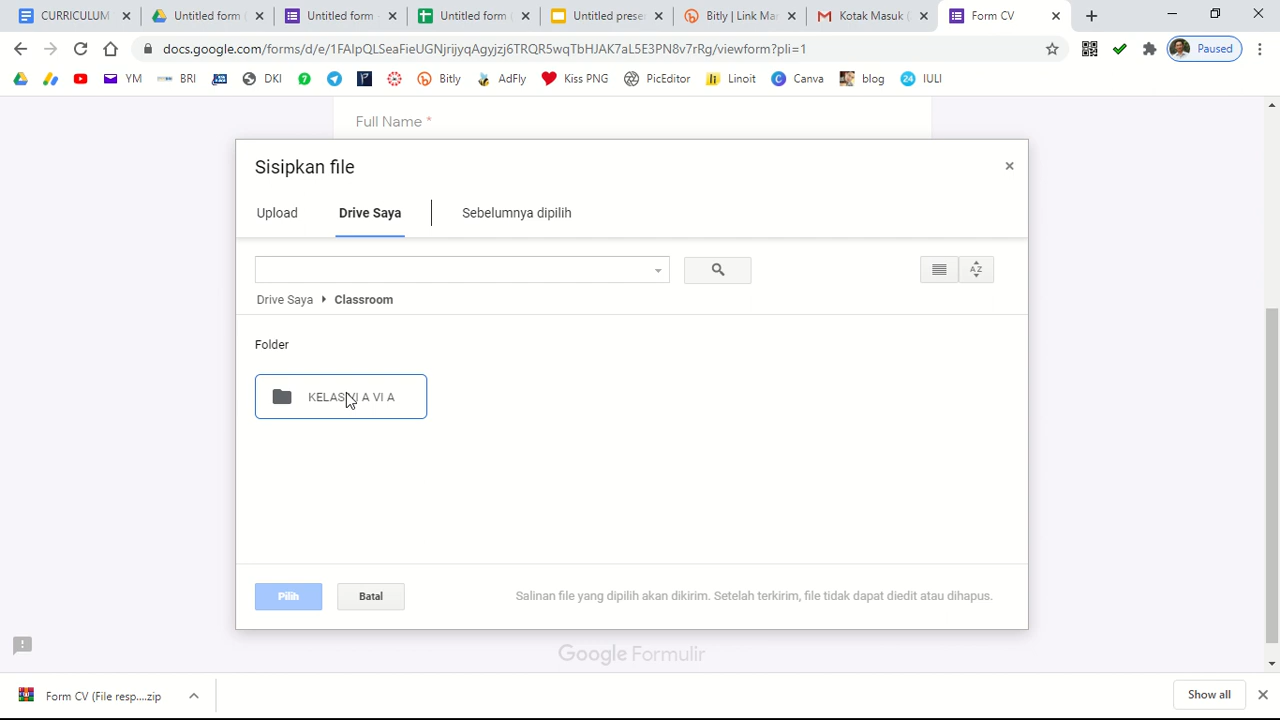 CURRICULUM
Untitled form (
Untitled form -
Untitled form (
Untitled prese
Bitly | Link Ma
Kotak Masuk (
Form CV
docs.google.com/forms/d/e/1FAIpQLSeaFieUGNjrijyqAgyjzj6TRQR5wqTbHJAK7aL5E3PN8v7rRg/viewform?pli=1
Paused
YM
BRI
DKI
Bitly
AdFly
Kiss PNG
PicEditor
Linei
Canva
blog
IULI
Full Name *
Sisipkan file
Upload
Drive Saya
Sebelumnya dipilih
Drive Saya
Classroom
Folder
KELAS VI A VI A
Pilih
Batal
Salinan file yang dipilih akan dikirim. Setelah terkirim, file tidak dapat diedit atau dihapus.
Google Formulir
Form CV (File resp....zip
Show all